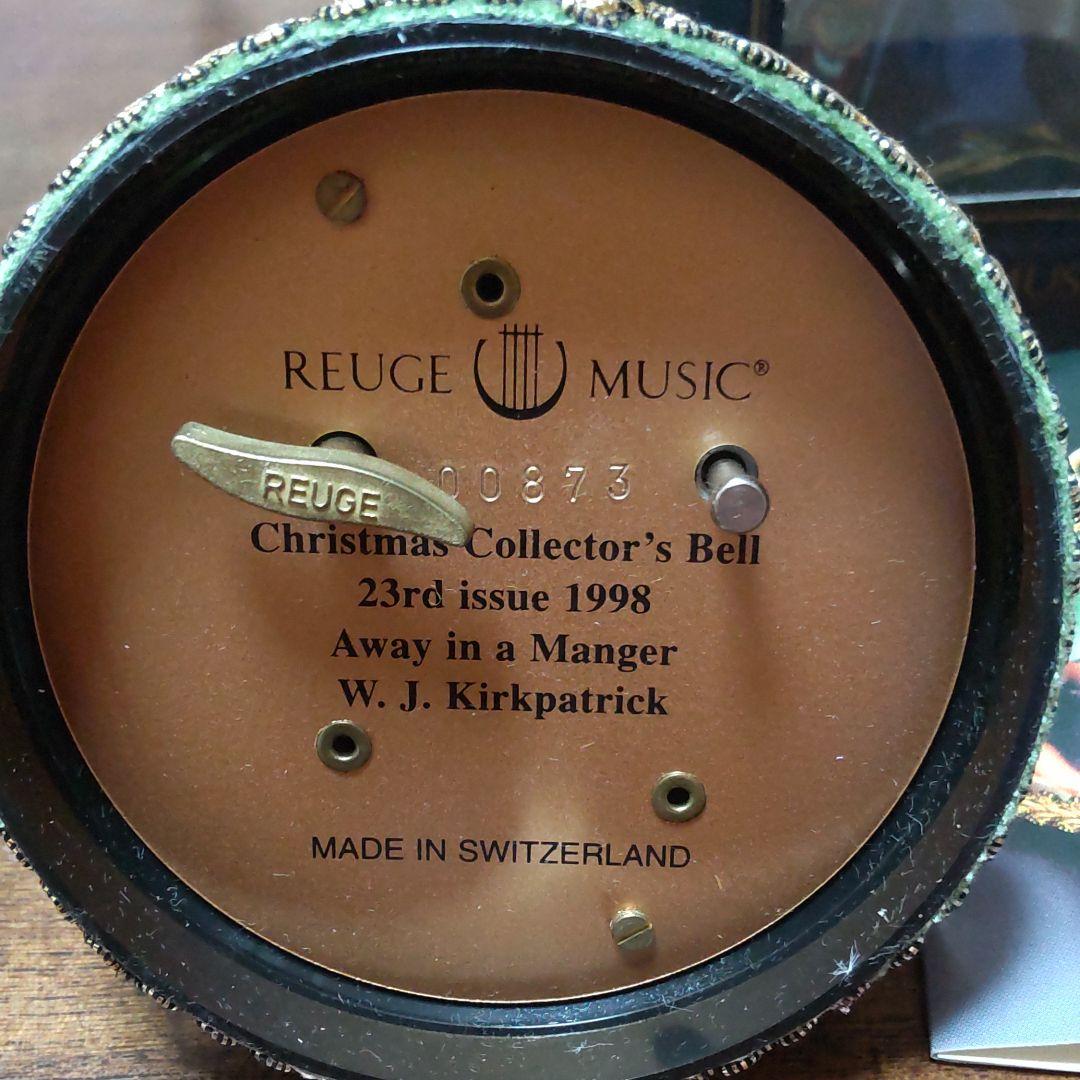 REUGE MUSIC®
00873
REUGE
Christmas Collector's Bell
23rd issue 1998
Away in a Manger
W. J. Kirkpatrick
MADE IN SWITZERLAND